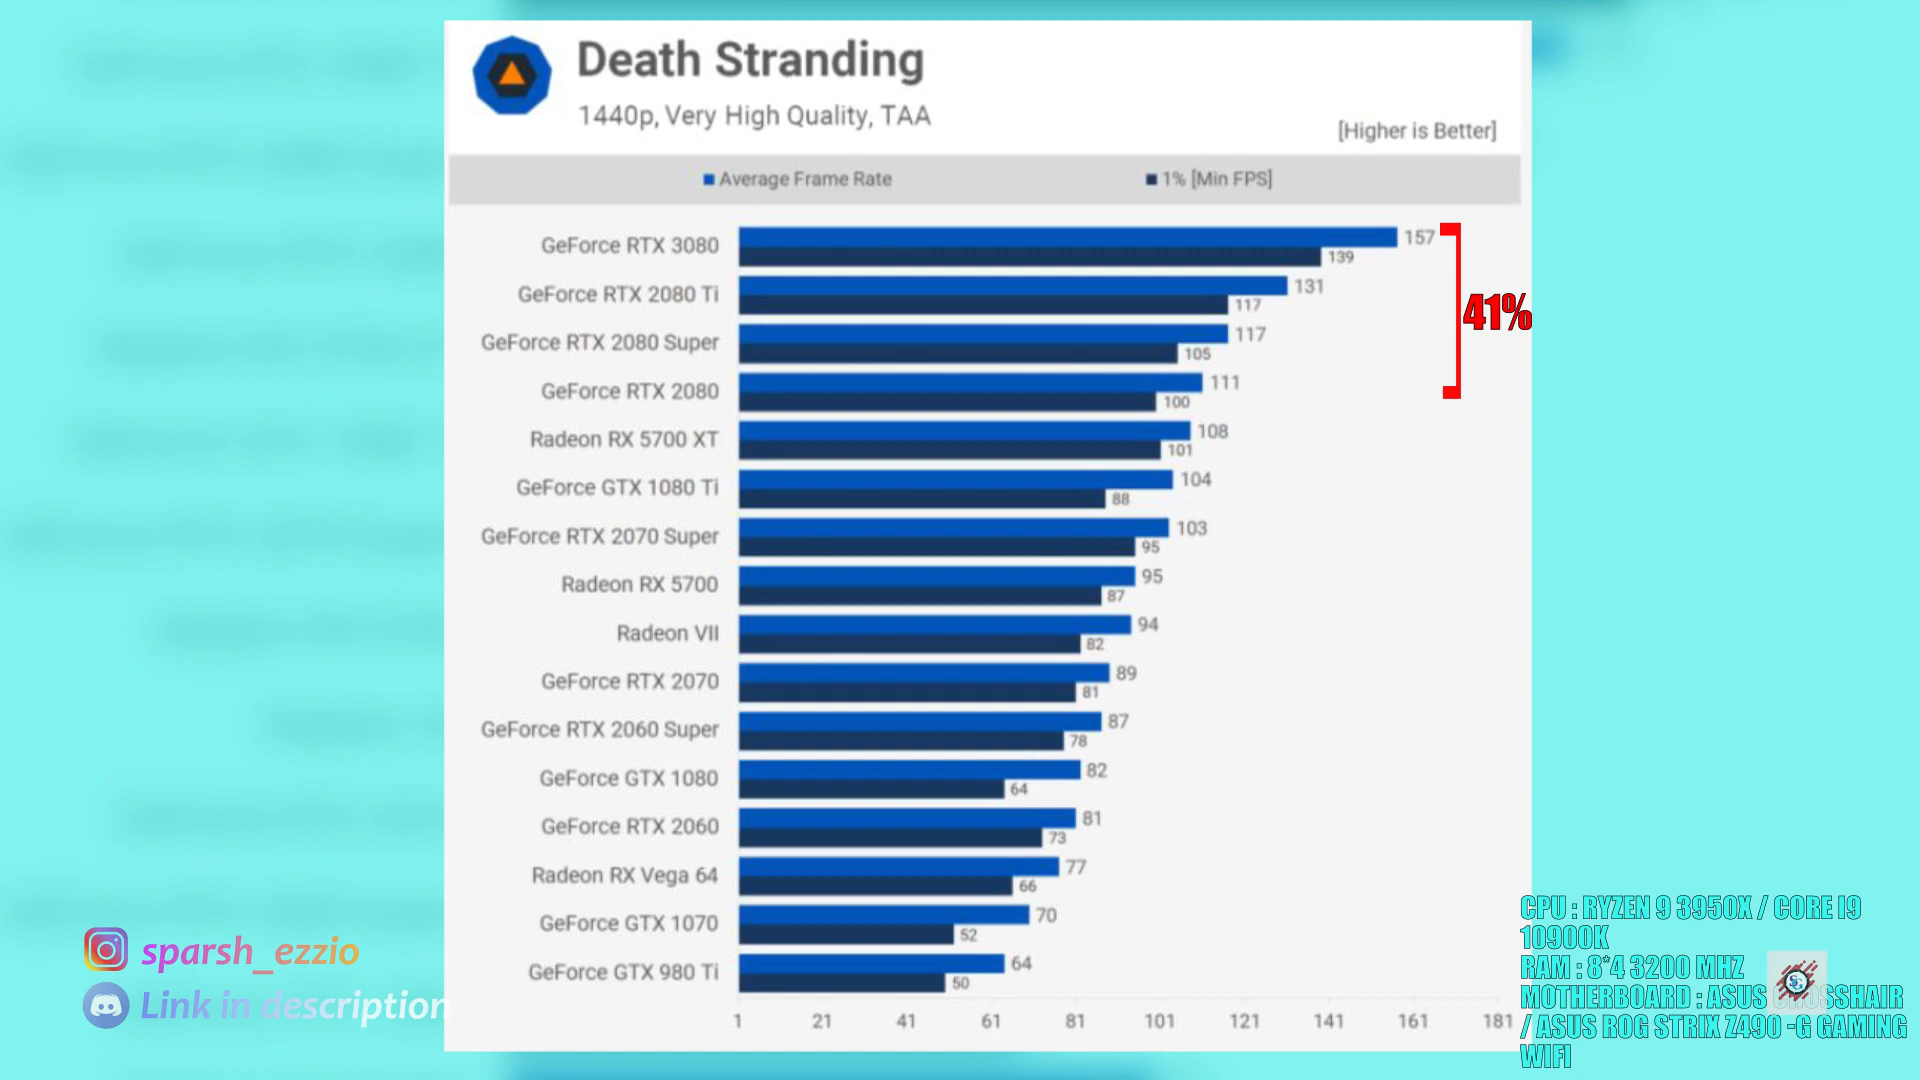 Death Stranding
1440p, Very High Quality, TAA
[Higher is Better]
Average Frame Rate
1% [Min FPS]
GeForce RTX 3080 157 139
GeForce RTX 2080 Ti 131 117
GeForce RTX 2080 Super 117 105
GeForce RTX 2080 111 100
Radeon RX 5700 XT 108 101
GeForce GTX 1080 Ti 104 88
GeForce RTX 2070 Super 103 95
Radeon RX 5700 95 87
Radeon VII 94 82
GeForce RTX 2070 89 81
GeForce RTX 2060 Super 87 78
GeForce GTX 1080 82 64
GeForce RTX 2060 81 73
Radeon RX Vega 64 77 66
GeForce GTX 1070 70 52
GeForce GTX 980 Ti 64 50
1 21 41 61 81 101 121 141 161 181
41%
sparsh_ezzio
Link in description
CPU : RYZEN 9 3950X / CORE I9
10900K
RAM : 8*4 3200 MHZ
MOTHERBOARD : ASUS CROSSHAIR
/ ASUS ROG STRIX Z490 -G GAMING
WIFI